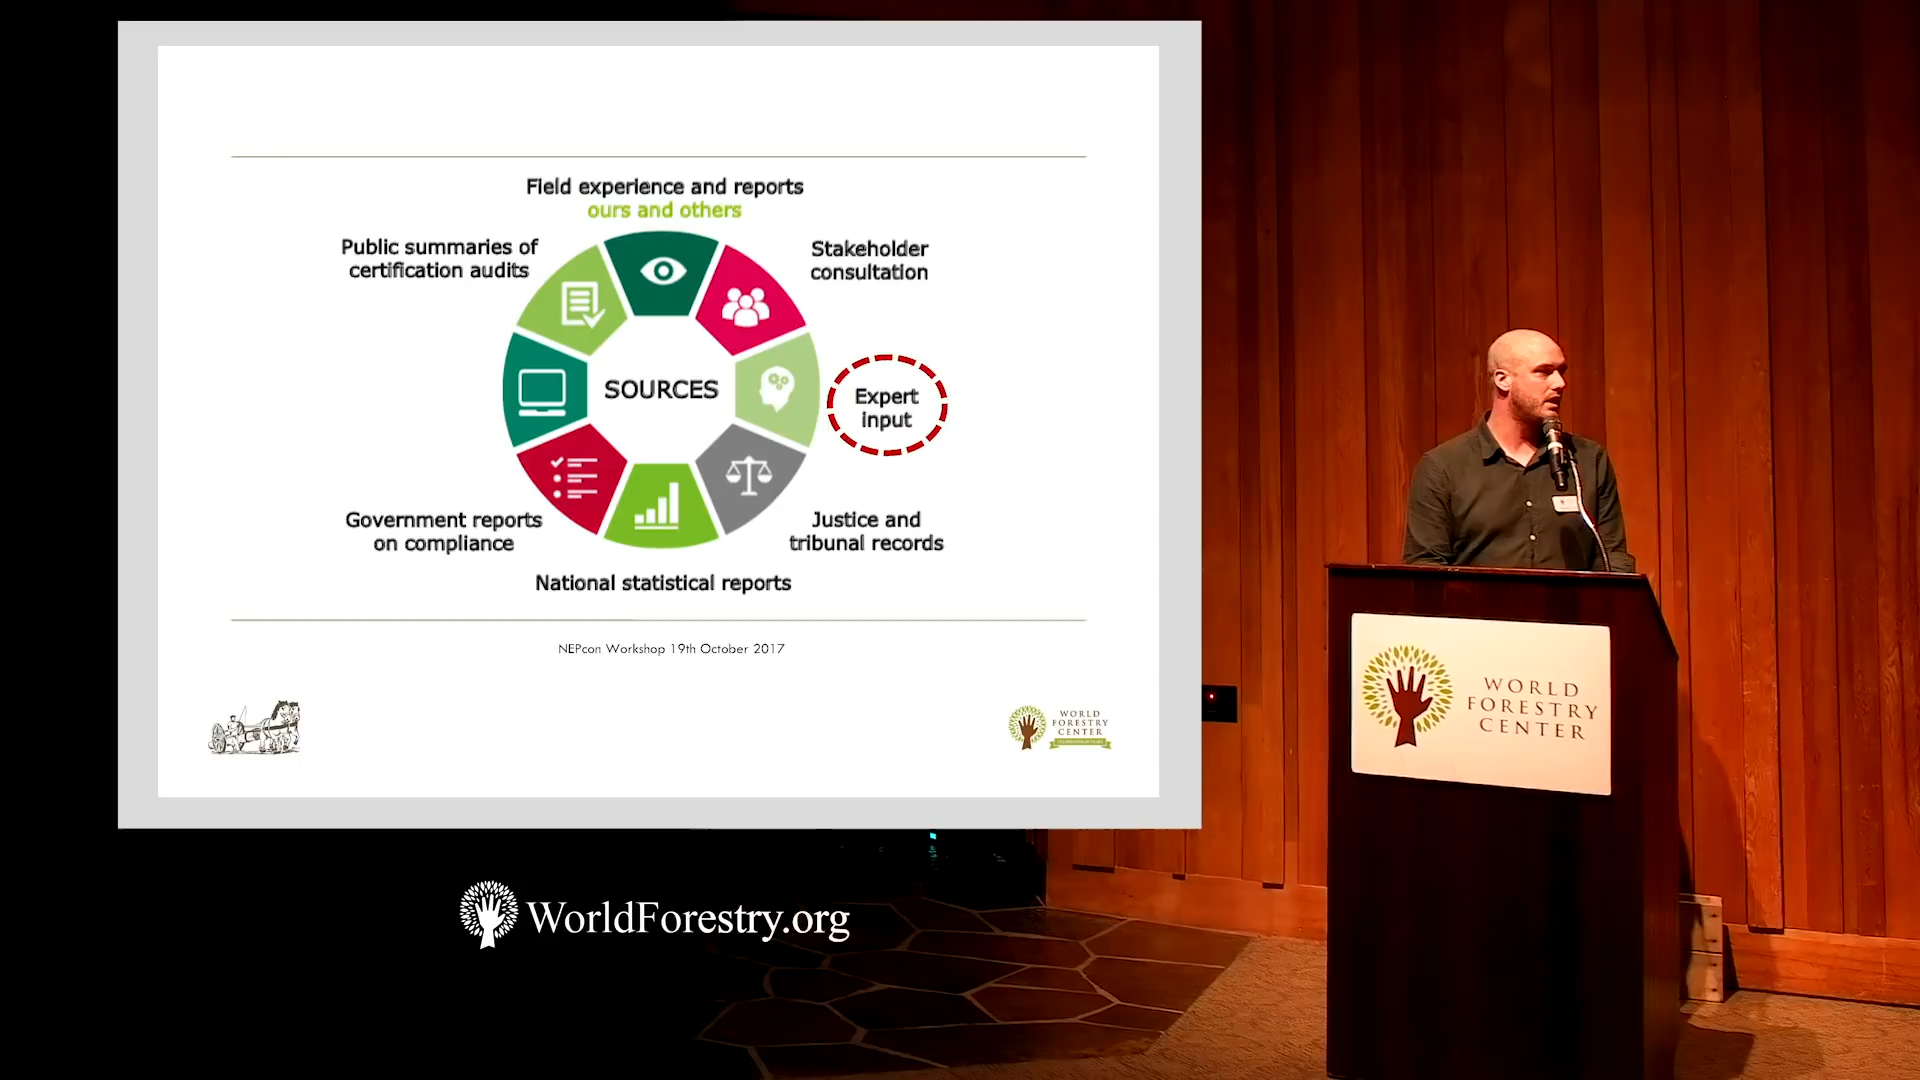 Field experience and reports
ours and others
Public summaries of
certification audits
Stakeholder
consultation
SOURCES
Expert
input
Government reports
on compliance
Justice and
tribunal records
National statistical reports
NEPcon Workshop 19th October 2017
WORLD
FORESTRY
CENTER
WORLD
FORESTRY
CENTER
WorldForestry.org